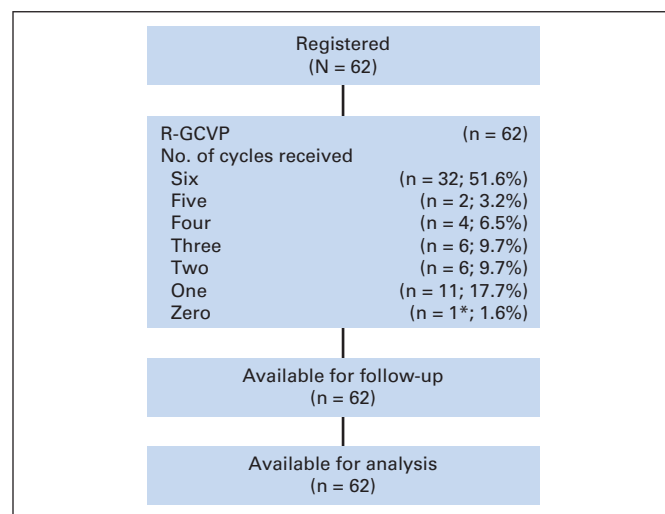 Registered
(N = 62)
R-GCVP (n = 62)
No. of cycles received
Six (n = 32; 51.6%)
Five (n = 2; 3.2%)
Four (n = 4; 6.5%)
Three (n = 6; 9.7%)
Two (n = 6; 9.7%)
One (n = 11; 17.7%)
Zero (n = 1*; 1.6%)
Available for follow-up
(n = 62)
Available for analysis
(n = 62)